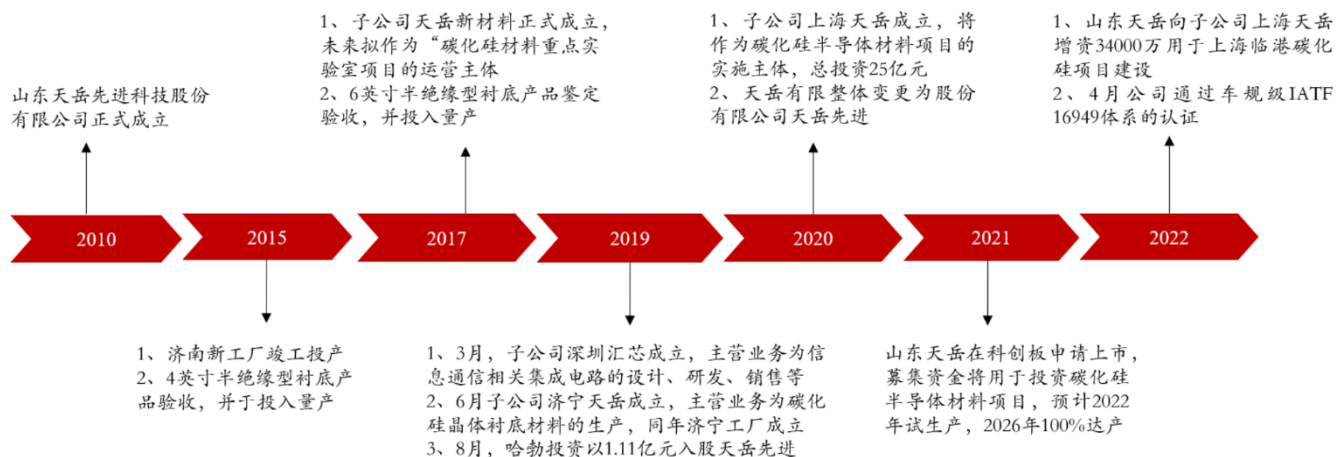 山东天岳先进科技股份
有限公司正式成立
1、子公司天岳新材料正式成立，
未来拟作为“碳化硅材料重点实
验室项目的运营主体
2、6英寸半绝缘型衬底产品鉴定
验收，并投入量产
1、子公司上海天岳成立，将
作为碳化硅半导体材料项目的
实施主体，总投资25亿元
2、天岳有限整体变更为股份
有限公司天岳先进
1、山东天岳向子公司上海天岳
增资34000万用于上海临港碳化
硅项目建设
2、4月公司通过车规级IATF
16949体系的认证
2010
2015
2017
2019
2020
2021
2022
1、济南新工厂竣工投产
2、4英寸半绝缘型衬底产
品验收，并于投入量产
1、3月，子公司深圳汇芯成立，主营业务为信
息通信相关集成电路的设计、研发、销售等
2、6月子公司济宁天岳成立，主营业务为碳化
硅晶体衬底材料的生产，同年济宁工厂成立
3、8月，哈勃投资以1.11亿元入股天岳先进
山东天岳在科创板申请上市，
募集资金将用于投资碳化硅
半导体材料项目，预计2022
年试生产，2026年100%达产